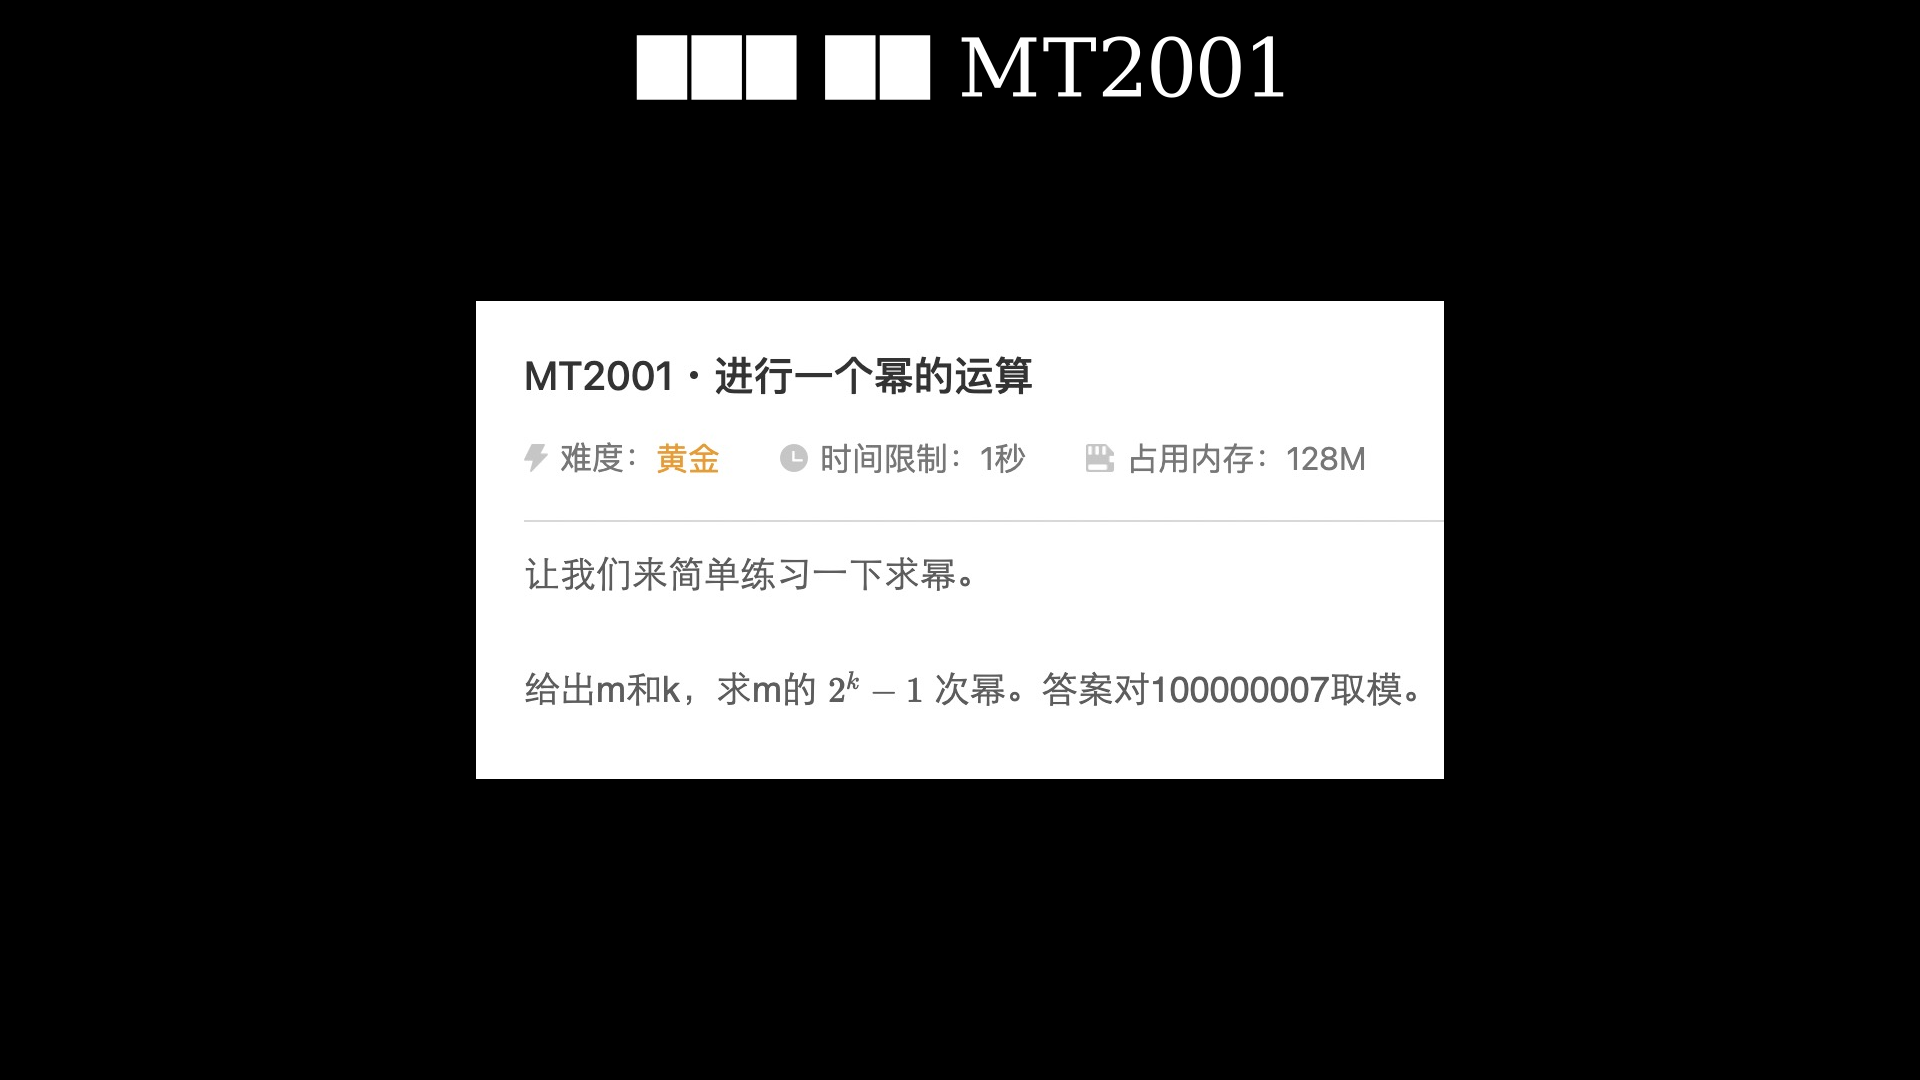 MT2001
MT2001・进行一个幂的运算
难度：黄金 时间限制：1秒 占用内存：128M
让我们来简单练习一下求幂。
给出m和k，求m的 2^k − 1 次幂。答案对100000007取模。